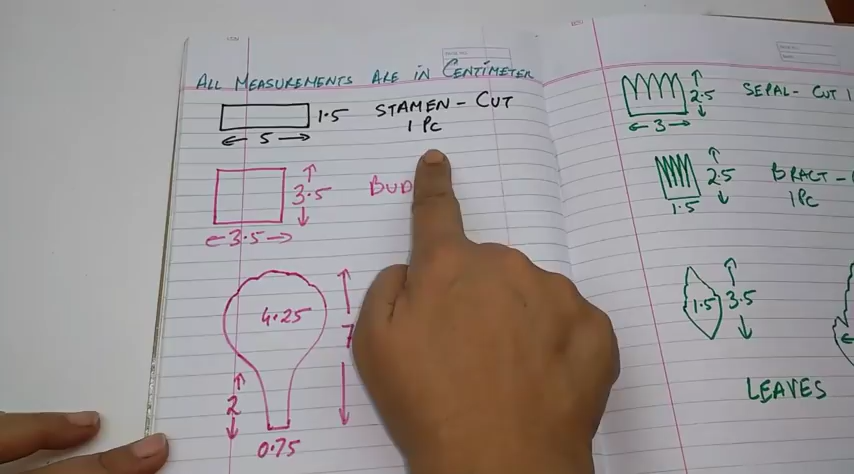 ALL MEASUREMENTS ARE IN CENTIMETER
1.5 STAMEN - CUT
5 1 PC
3.5 BUD
3.5
4.25
7
2
0.75
2.5 SEPAL - CUT 1
3
2.5 BRACT -
1.5 1PC
1.5 3.5
LEAVES